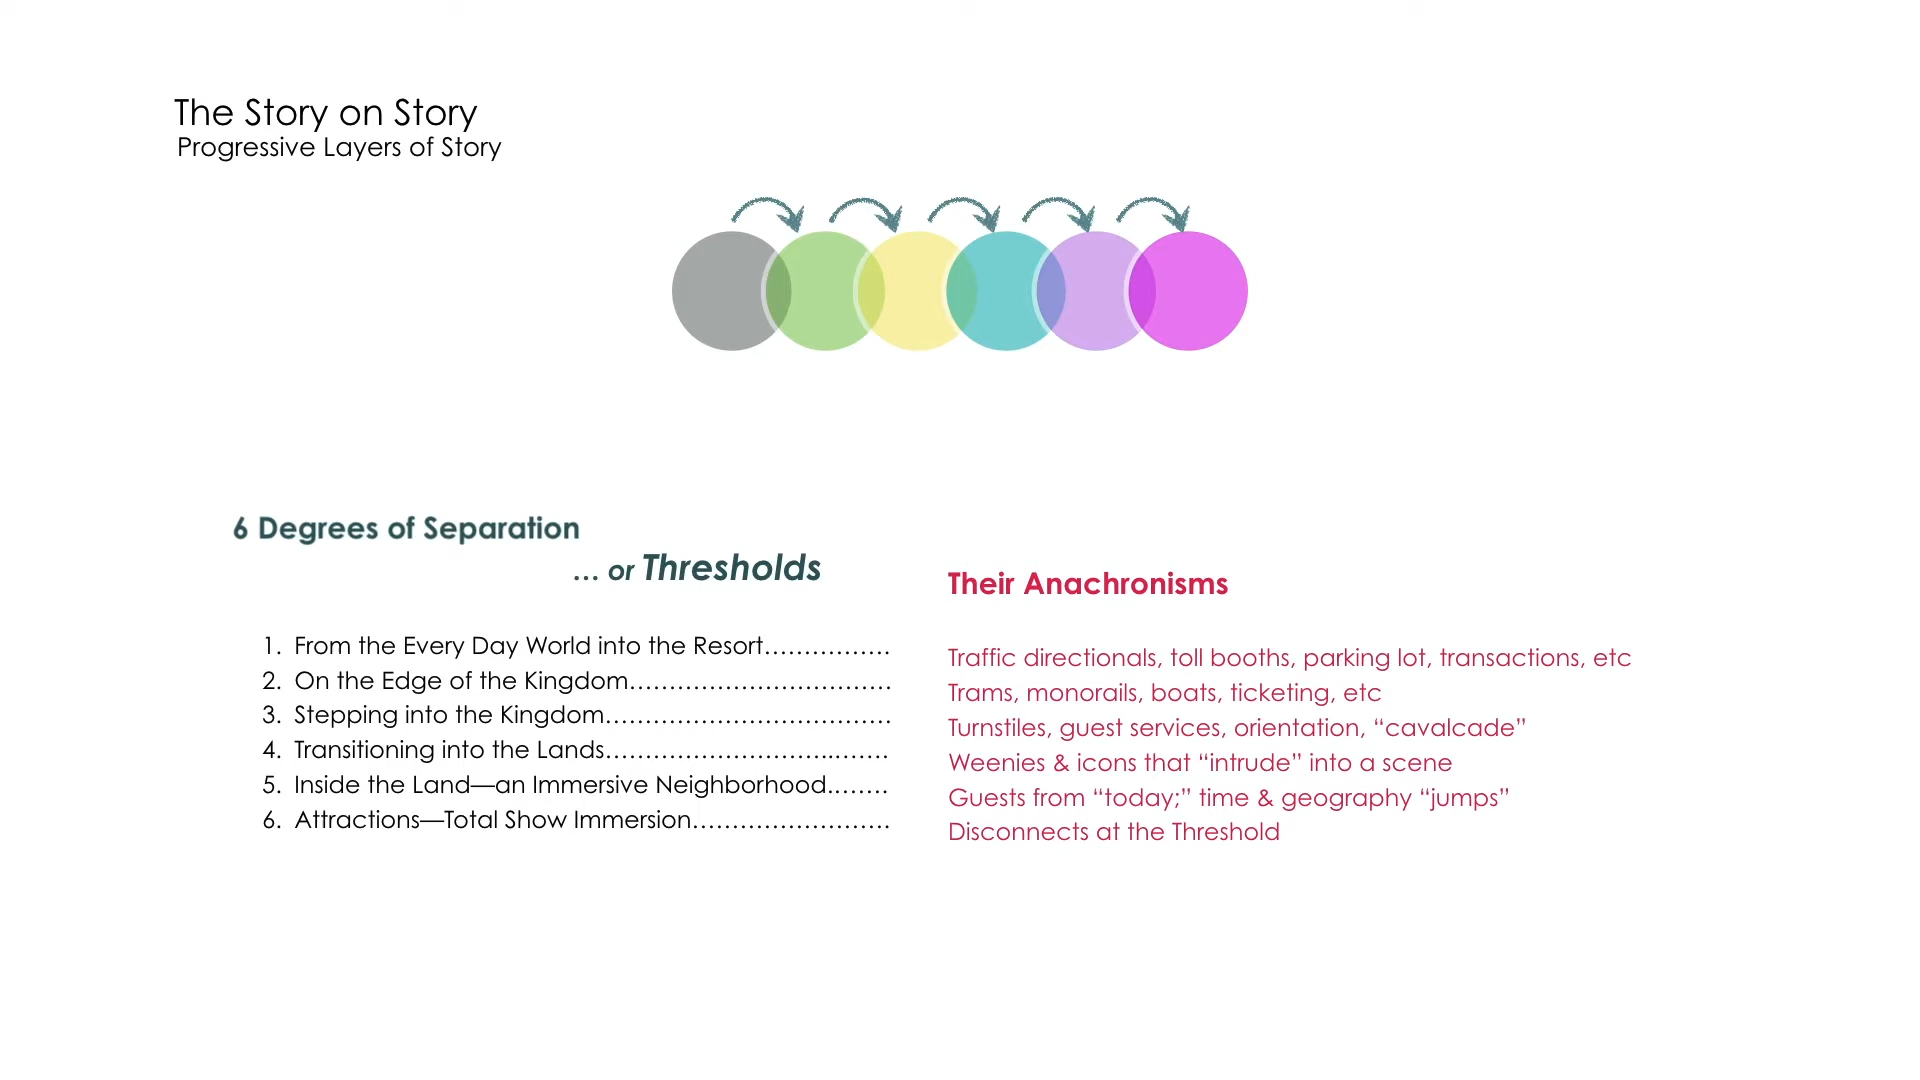 The Story on Story
Progressive Layers of Story
6 Degrees of Separation
... or Thresholds
1. From the Every Day World into the Resort................
2. On the Edge of the Kingdom.................................
3. Stepping into the Kingdom....................................
4. Transitioning into the Lands....................................
5. Inside the Land—an Immersive Neighborhood........
6. Attractions—Total Show Immersion.........................
Their Anachronisms
Traffic directionals, toll booths, parking lot, transactions, etc
Trams, monorails, boats, ticketing, etc
Turnstiles, guest services, orientation, “cavalcade”
Weenies & icons that “intrude” into a scene
Guests from “today;” time & geography “jumps”
Disconnects at the Threshold